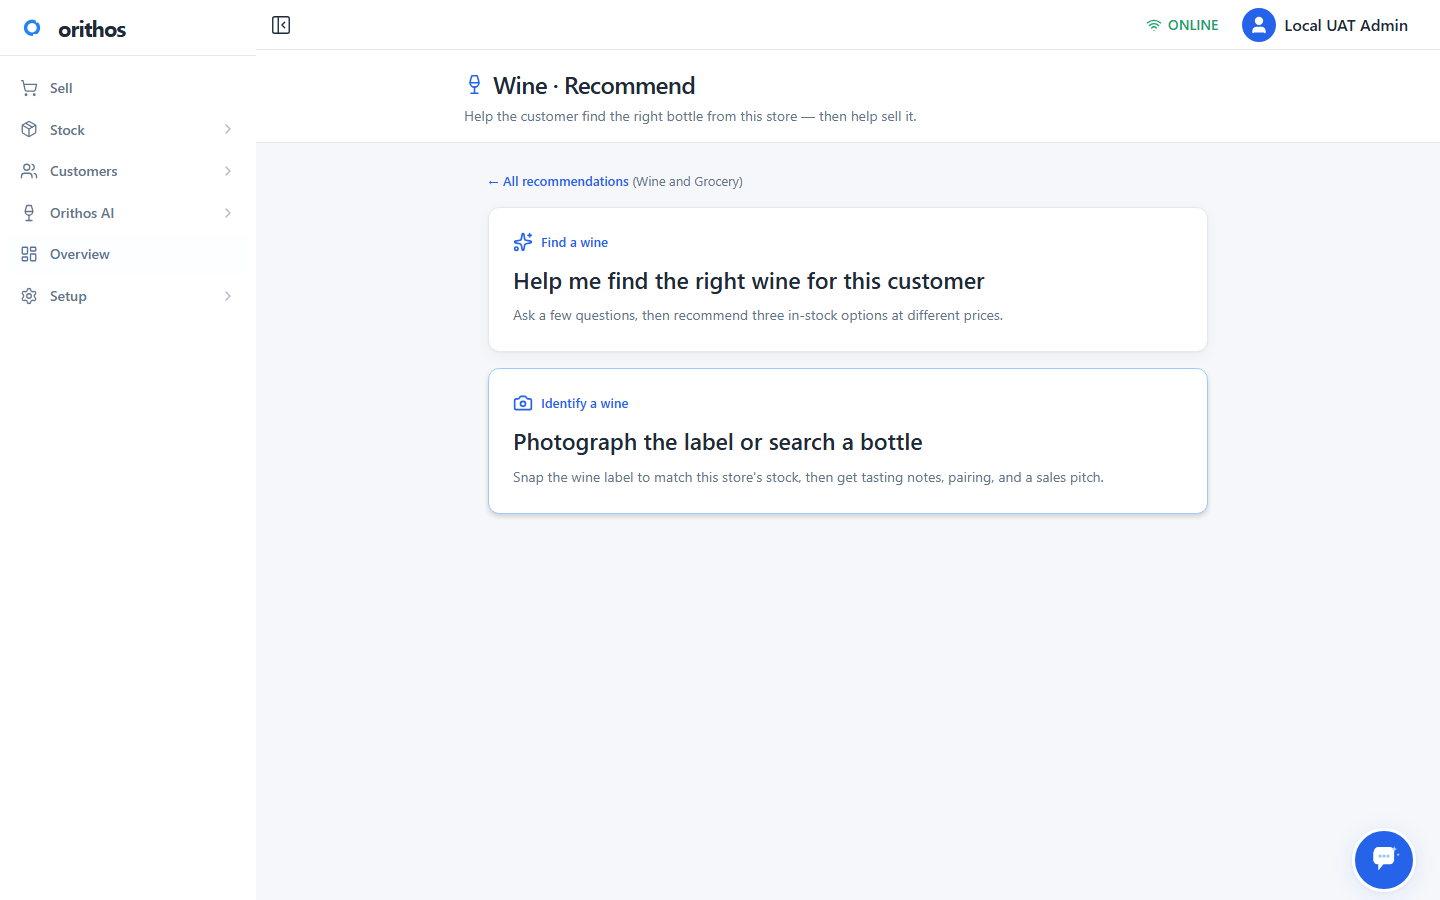 orithos
ONLINE
Local UAT Admin
Sell
Stock
Customers
Orithos AI
Overview
Setup
Wine · Recommend
Help the customer find the right bottle from this store — then help sell it.
← All recommendations (Wine and Grocery)
Find a wine
Help me find the right wine for this customer
Ask a few questions, then recommend three in-stock options at different prices.
Identify a wine
Photograph the label or search a bottle
Snap the wine label to match this store's stock, then get tasting notes, pairing, and a sales pitch.